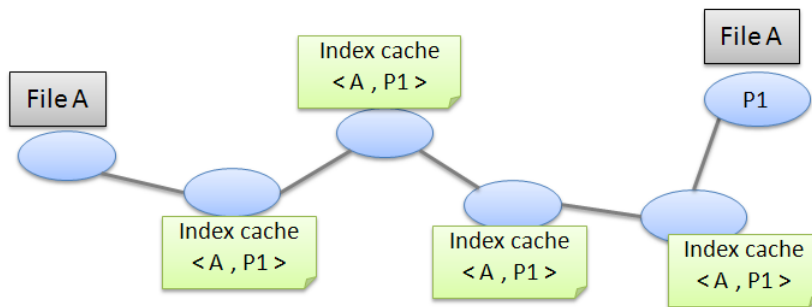 File A
Index cache
< A , P1 >
File A
P1
Index cache
< A , P1 >
Index cache
< A , P1 >
Index cache
< A , P1 >